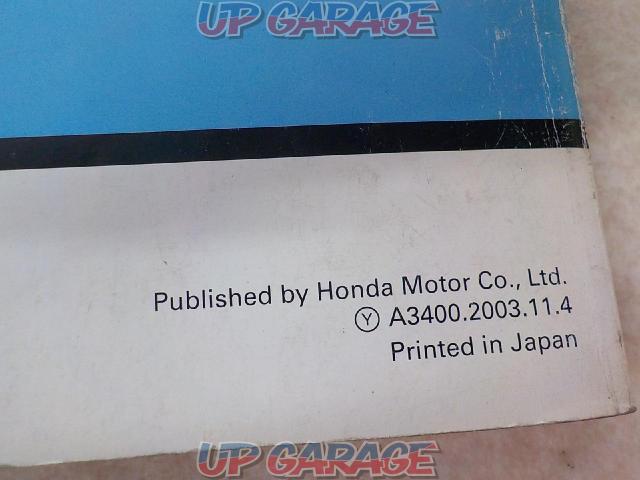 UP GARAGE
Published by Honda Motor Co., Ltd.
Ⓨ A3400.2003.11.4
Printed in Japan
UP GARAGE